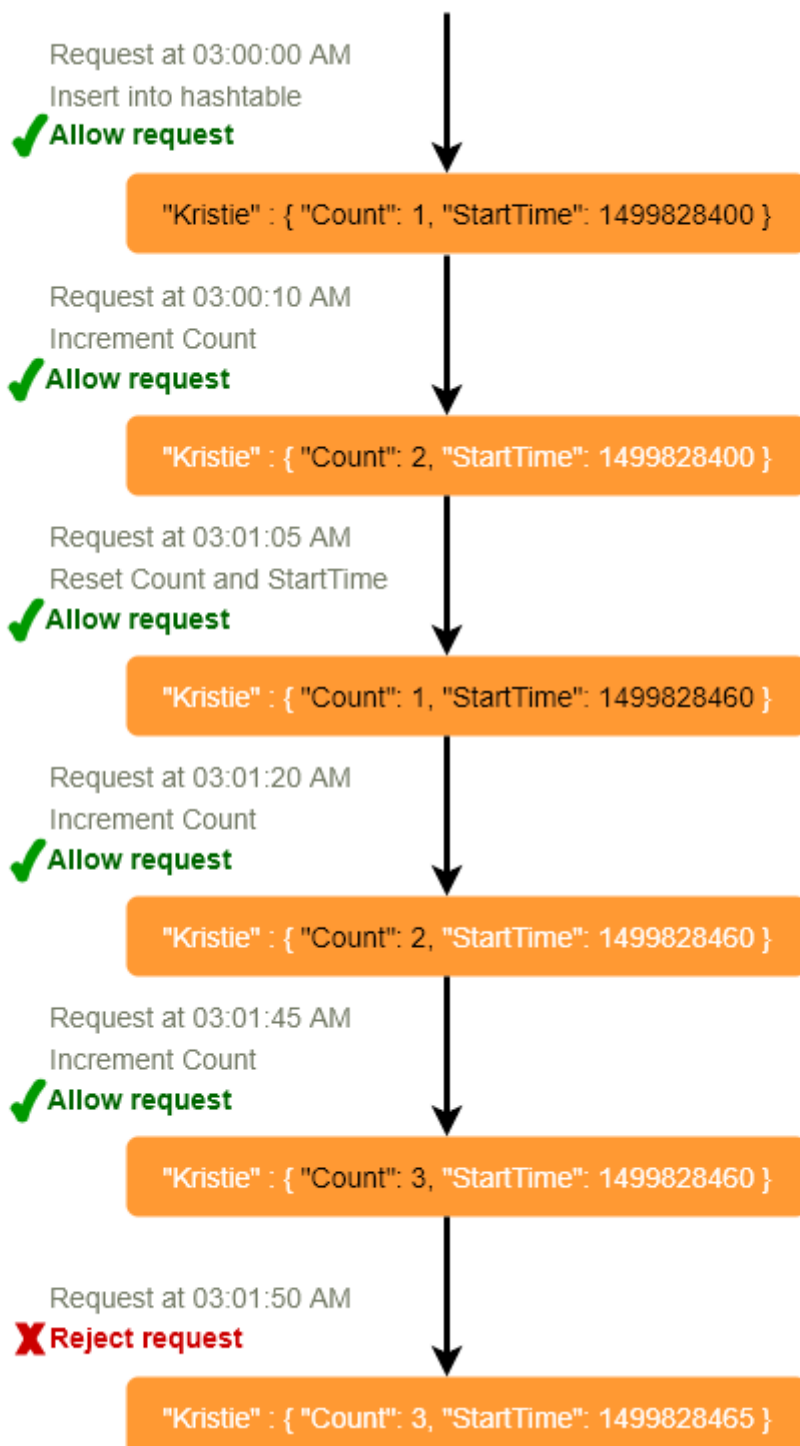 Request at 03:00:00 AM
Insert into hashtable
Allow request
"Kristie" : { "Count": 1, "StartTime": 1499828400 }
Request at 03:00:10 AM
Increment Count
Allow request
"Kristie" : { "Count": 2, "StartTime": 1499828400 }
Request at 03:01:05 AM
Reset Count and StartTime
Allow request
"Kristie" : { "Count": 1, "StartTime": 1499828460 }
Request at 03:01:20 AM
Increment Count
Allow request
"Kristie" : { "Count": 2, "StartTime": 1499828460 }
Request at 03:01:45 AM
Increment Count
Allow request
"Kristie" : { "Count": 3, "StartTime": 1499828460 }
Request at 03:01:50 AM
Reject request
"Kristie" : { "Count": 3, "StartTime": 1499828465 }